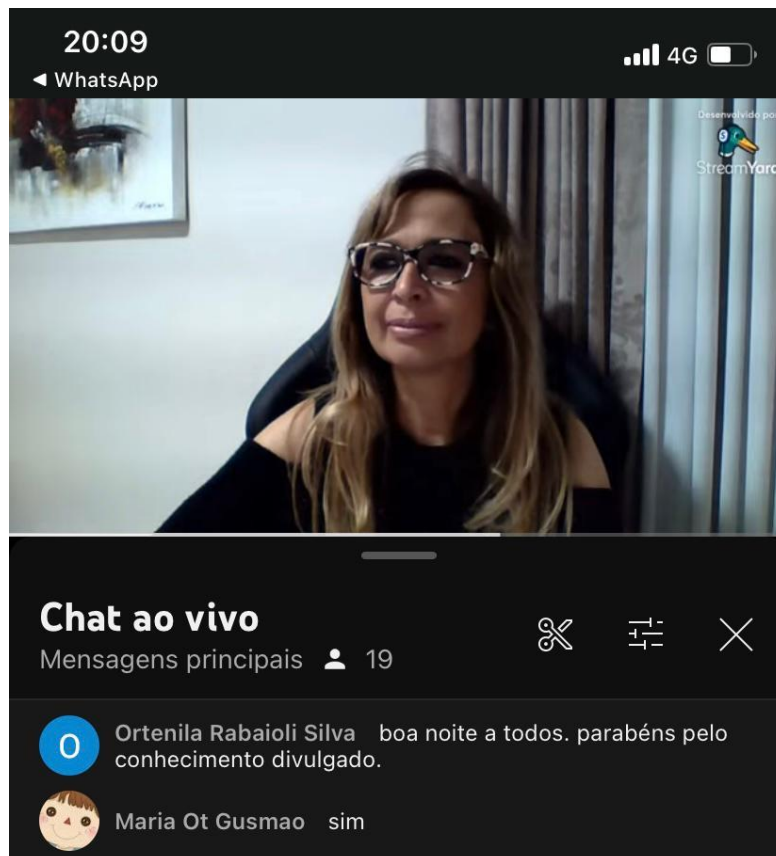 20:09
4G
◄ WhatsApp
Desenvolvido por
StreamYard
Chat ao vivo
Mensagens principais 19
O
Ortenila Rabaioli Silva boa noite a todos. parabéns pelo
conhecimento divulgado.
Maria Ot Gusmao sim